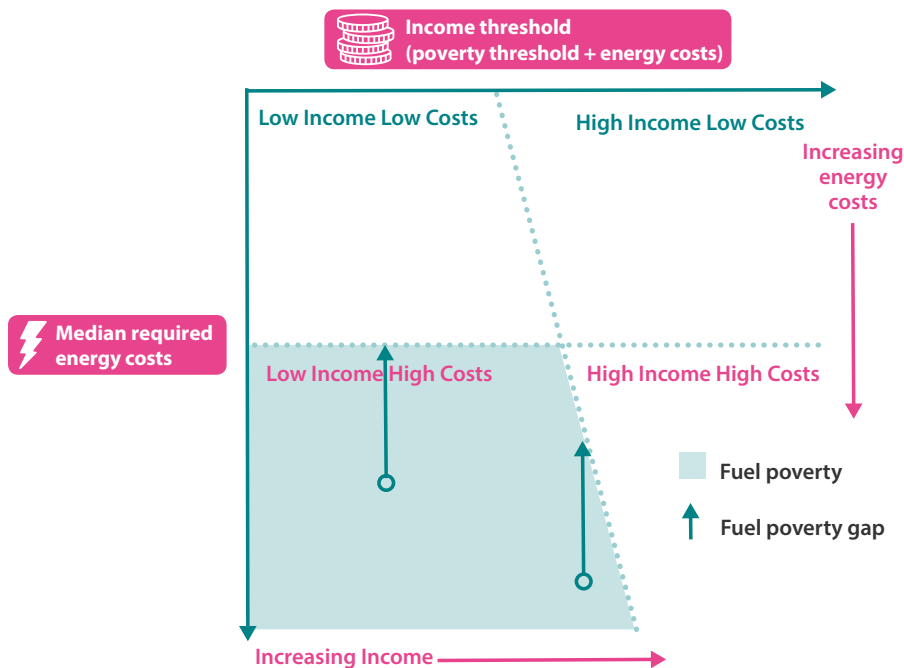 Income threshold
(poverty threshold + energy costs)
Low Income Low Costs
High Income Low Costs
Increasing
energy
costs
Median required
energy costs
Low Income High Costs
High Income High Costs
Fuel poverty
Fuel poverty gap
Increasing Income